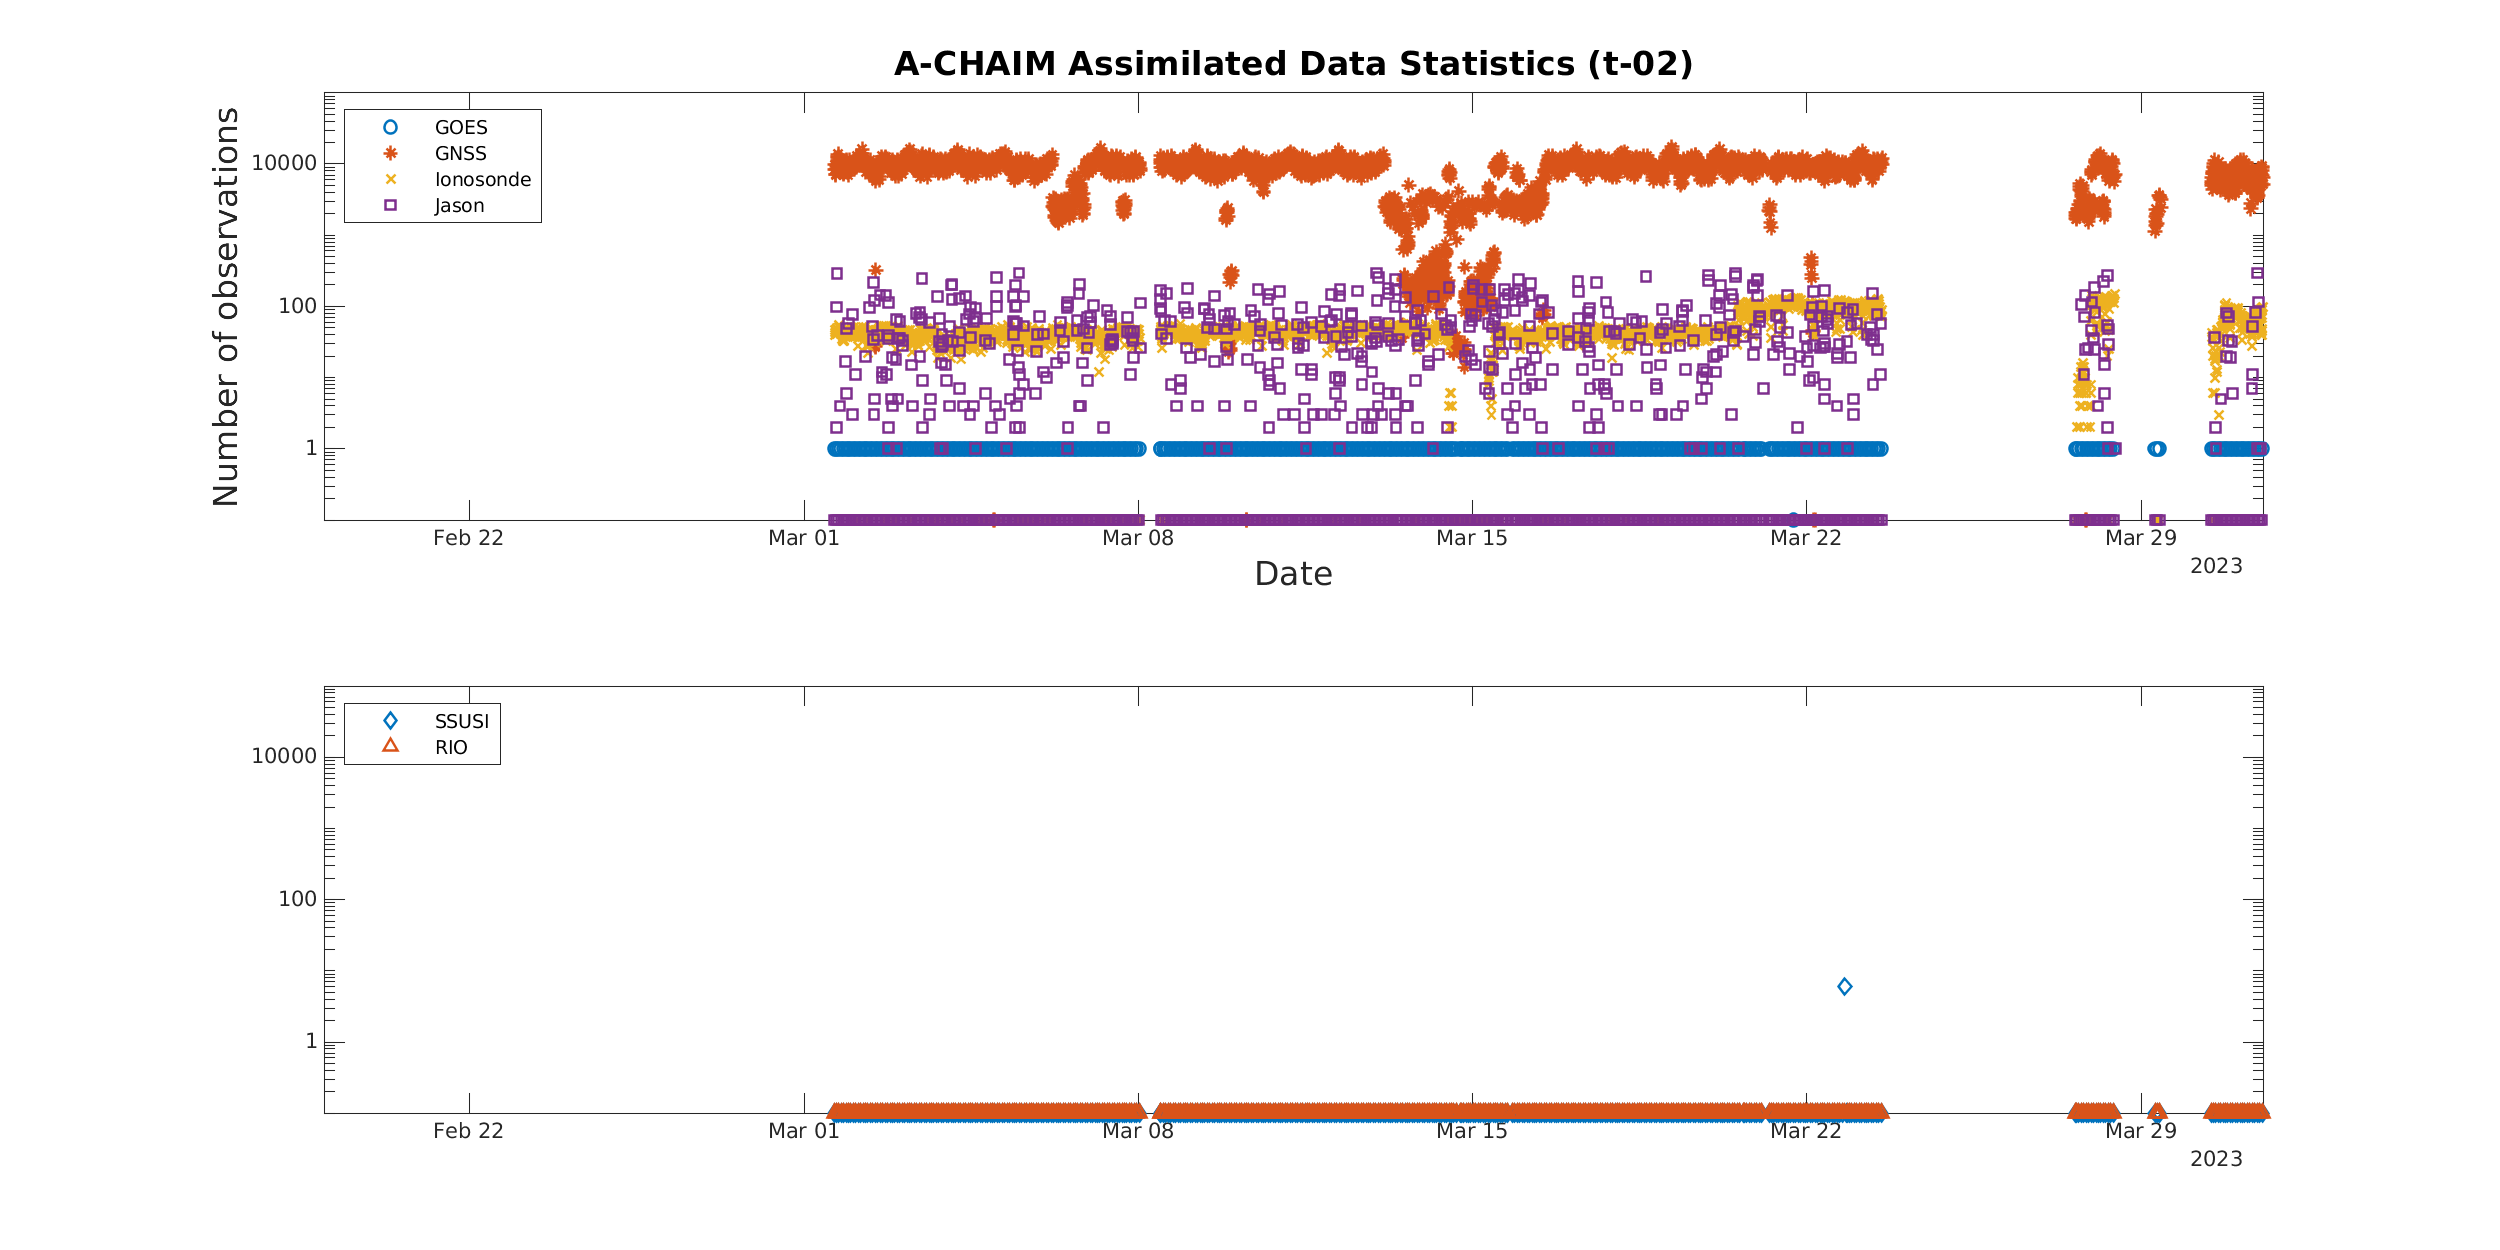 A-CHAIM Assimilated Data Statistics (t-02)
Number of observations
GOES
GNSS
Ionosonde
Jason
10000
100
1
Feb 22
Mar 01
Mar 08
Mar 15
Mar 22
Mar 29
2023
Date
SSUSI
RIO
10000
100
1
Feb 22
Mar 01
Mar 08
Mar 15
Mar 22
Mar 29
2023